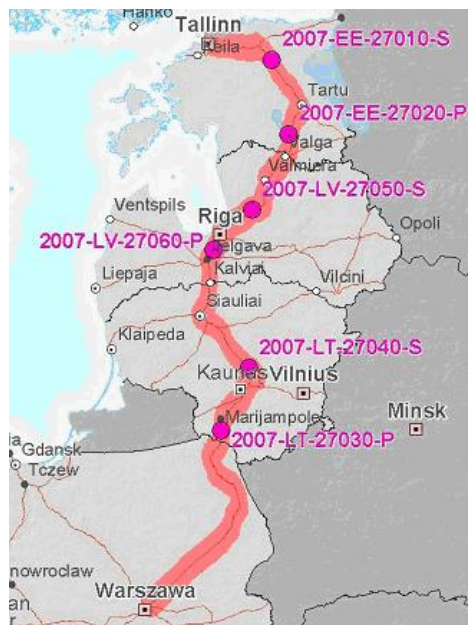 Hanko
Tallinn
Keila
2007-EE-27010-S
Tartu
2007-EE-27020-P
Valga
Valmiera
2007-LV-27050-S
Ventspils
Riga
2007-LV-27060-P
Jelgava
Opoli
Kalviai
Liepaja
Vilcini
Siauliai
Klaipeda
2007-LT-27040-S
Kaunas
Vilnius
Marijampole
Minsk
2007-LT-27030-P
Gdansk
Tczew
nowroclaw
Warszawa